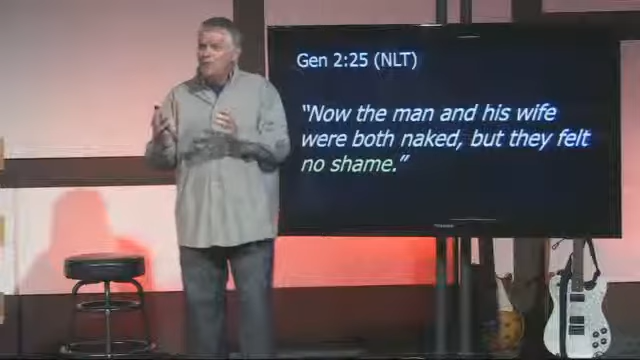 Gen 2:25 (NLT)
“Now the man and his wife
were both naked, but they felt
no shame.”